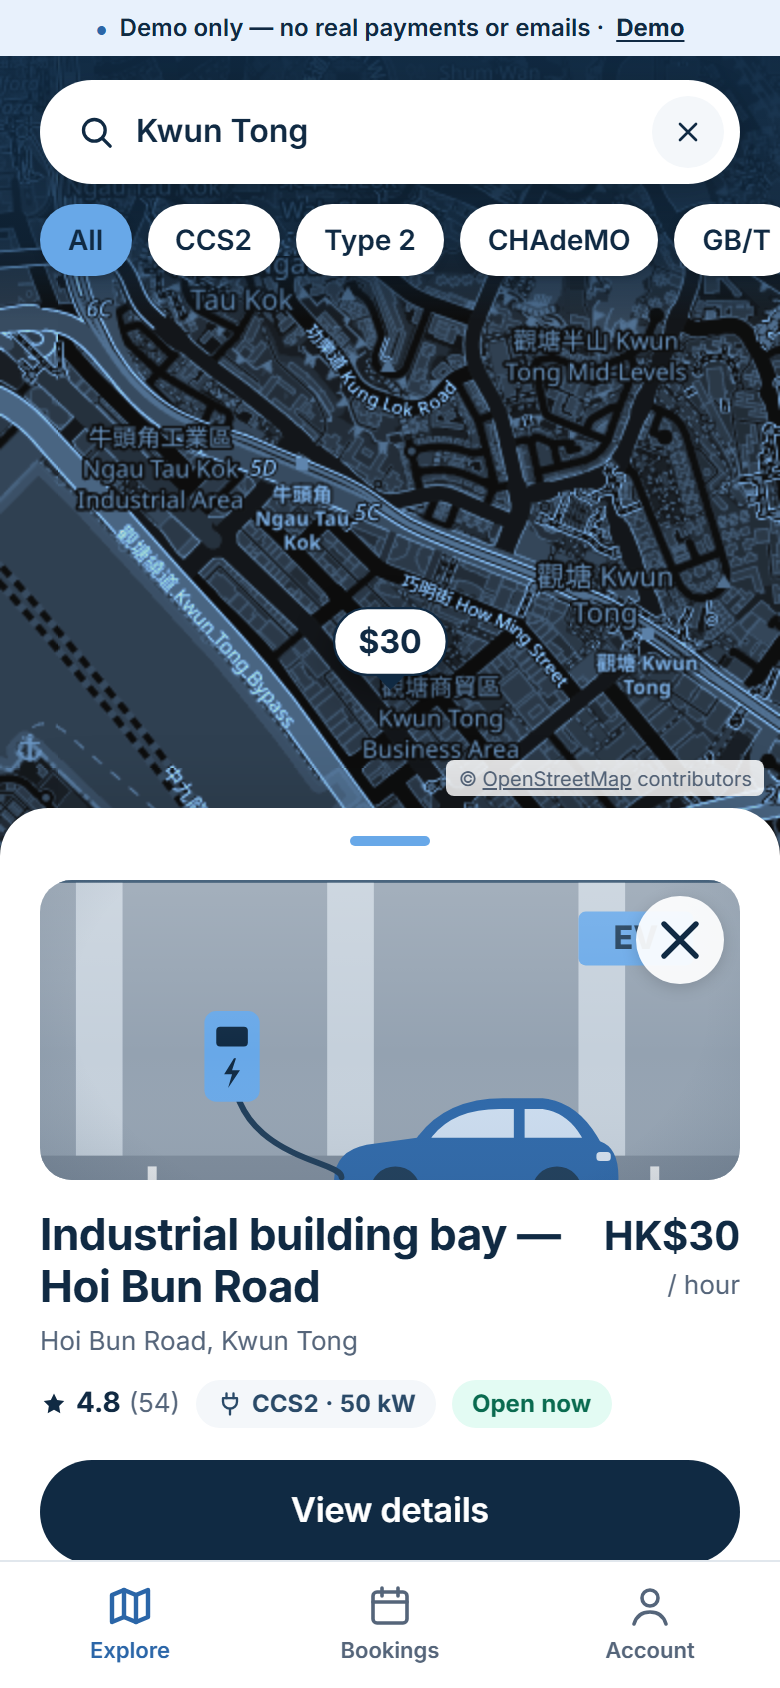 Demo only — no real payments or emails · Demo
Kwun Tong
All
CCS2
Type 2
CHAdeMO
GB/T
Tau Kok
6C
功樂道 Kung Lok Road
觀塘半山 Kwun
Tong Mid-Levels
牛頭角工業區
Ngau Tau Kok
Industrial Area
5D
牛頭角
Ngau Tau
Kok
5C
觀塘繞道 Kwun Tong Bypass
巧明街 How Ming Street
觀塘 Kwun
Tong
$30
觀塘 Kwun
Tong
觀塘商貿區
Kwun Tong
Business Area
© OpenStreetMap contributors
EV
Industrial building bay —
Hoi Bun Road
HK$30
/ hour
Hoi Bun Road, Kwun Tong
4.8 (54)
CCS2 · 50 kW
Open now
View details
Explore
Bookings
Account